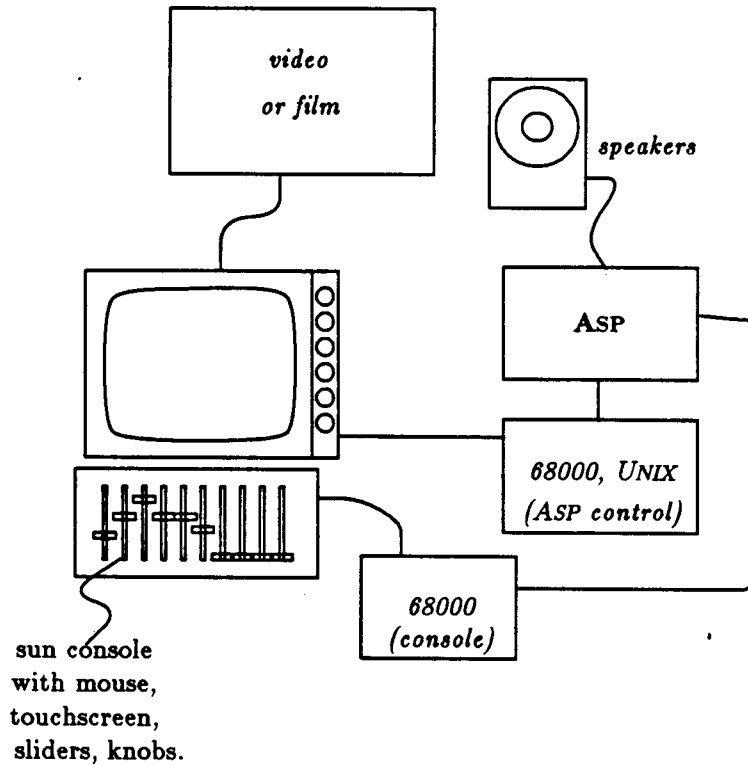 video
or film
speakers
ASP
68000, UNIX
(ASP control)
68000
(console)
sun console
with mouse,
touchscreen,
sliders, knobs.